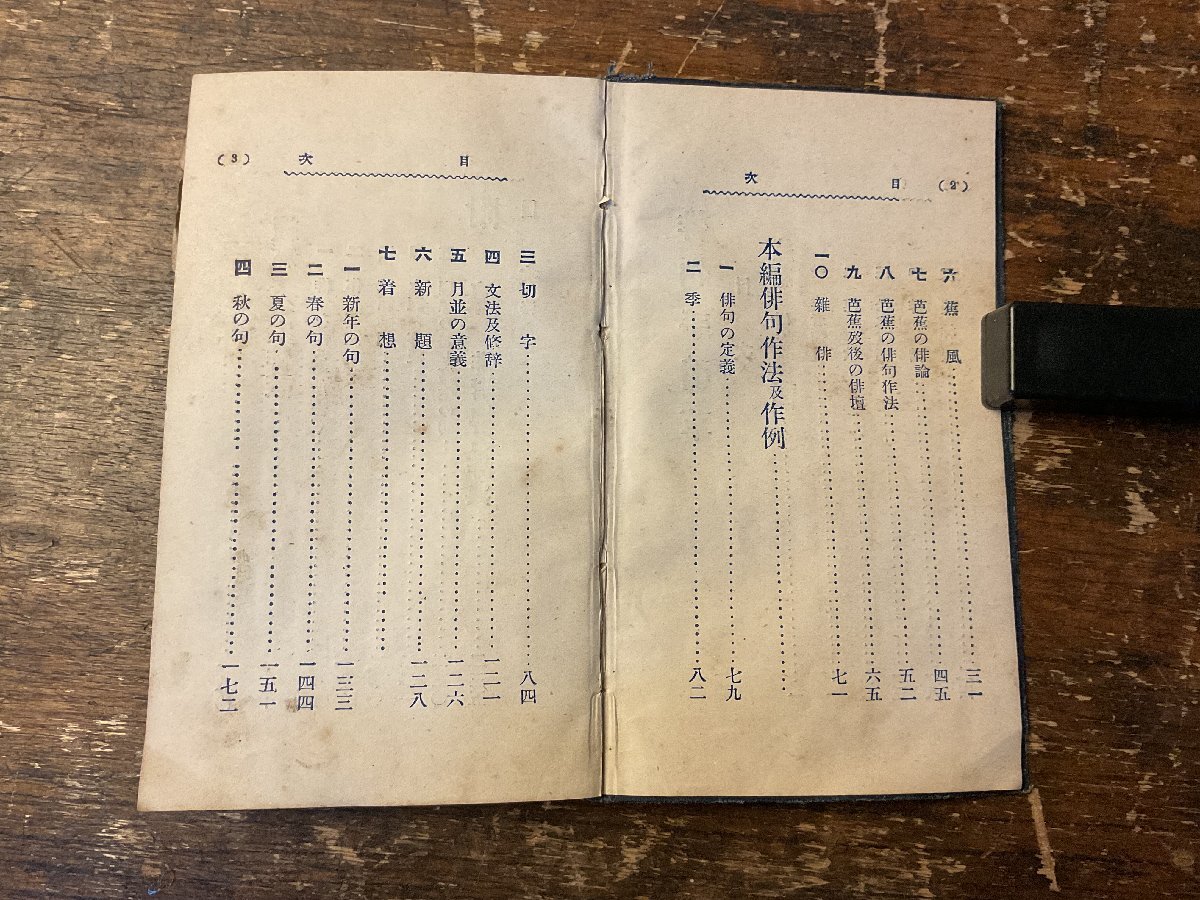 (2) 目次
六 蕉風……三一
七 芭蕉の俳論……四五
八 芭蕉の俳句作法……五二
九 芭蕉歿後の俳壇……六五
一〇 雜俳……七一
本編俳句作法及作例……
一 俳句の定義……七九
二 季……八二
(3) 目次
三 切字……八四
四 文法及修辞……一二一
五 月並の意義……一二六
六 新題……一二八
七 着想……
一 新年の句……一三三
二 春の句……一四四
三 夏の句……一五一
四 秋の句……一七二